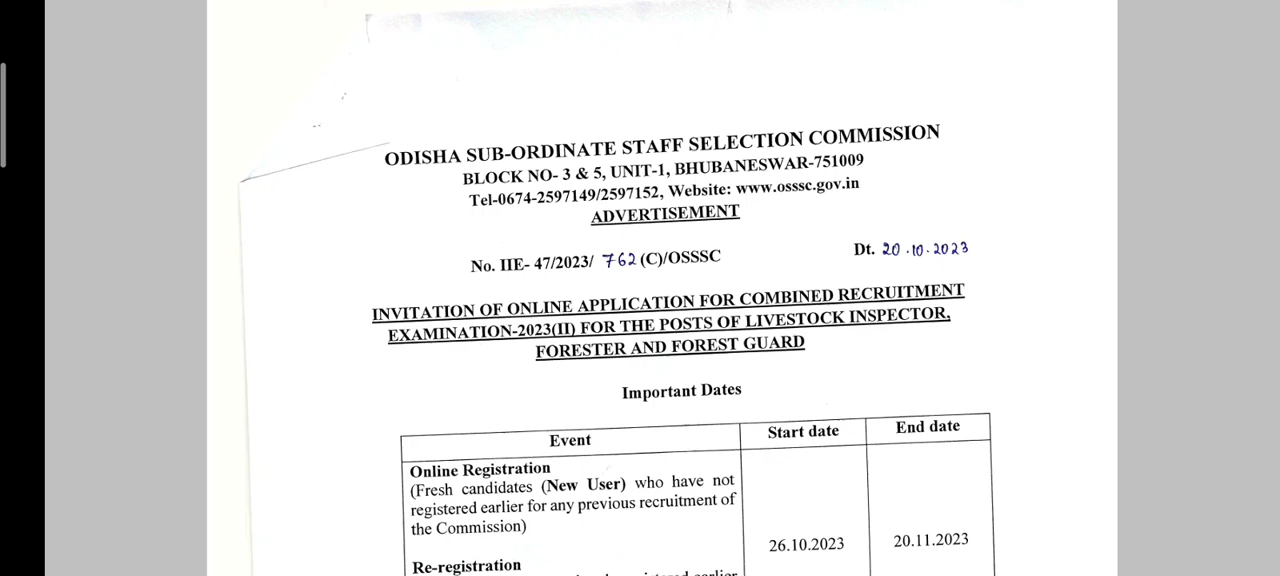 ODISHA SUB-ORDINATE STAFF SELECTION COMMISSION
BLOCK NO- 3 & 5, UNIT-1, BHUBANESWAR-751009
Tel-0674-2597149/2597152, Website: www.osssc.gov.in
ADVERTISEMENT
No. IIE- 47/2023/ 762 (C)/OSSSC Dt. 20.10.2023
INVITATION OF ONLINE APPLICATION FOR COMBINED RECRUITMENT
EXAMINATION-2023(II) FOR THE POSTS OF LIVESTOCK INSPECTOR,
FORESTER AND FOREST GUARD
Important Dates
Event Start date End date
Online Registration
(Fresh candidates (New User) who have not
registered earlier for any previous recruitment of
the Commission)
26.10.2023 20.11.2023
Re-registration